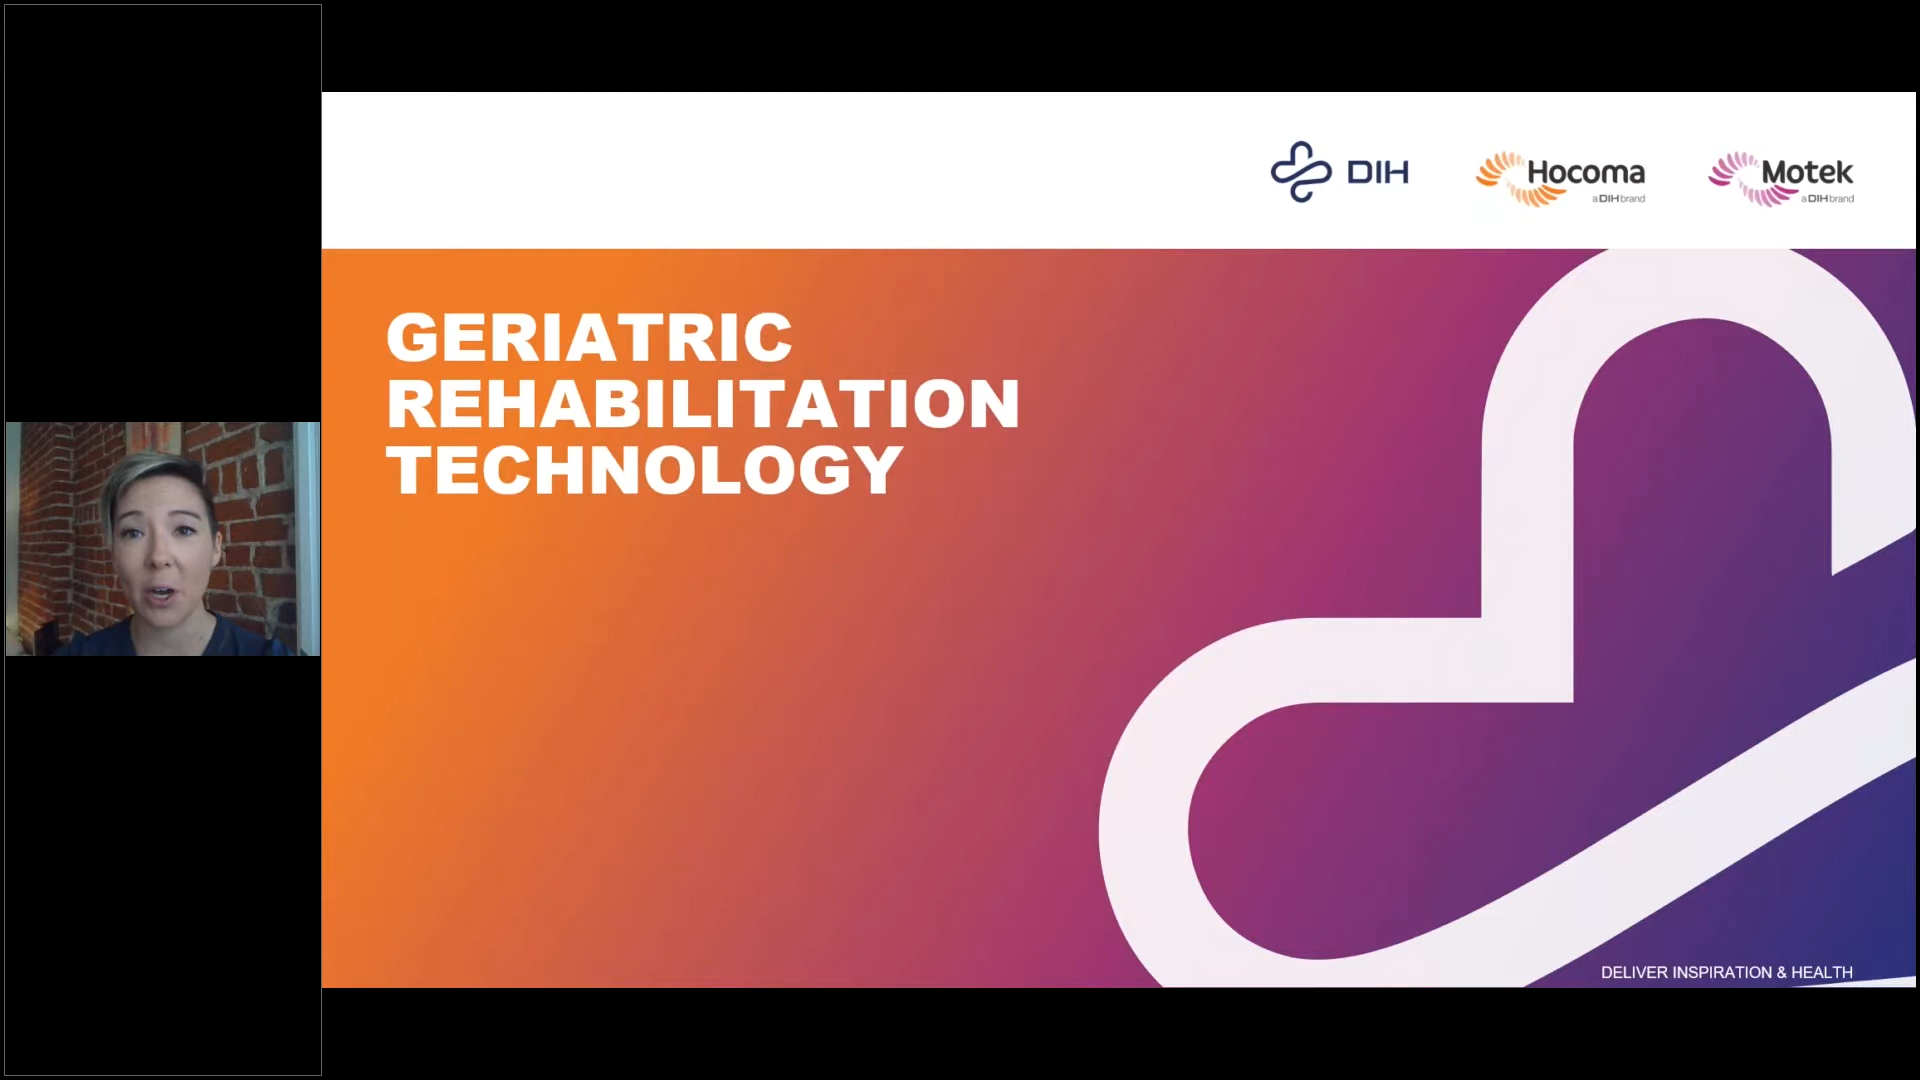 DIH
Hocoma
a DIH brand
Motek
a DIH brand
GERIATRIC
REHABILITATION
TECHNOLOGY
DELIVER INSPIRATION & HEALTH